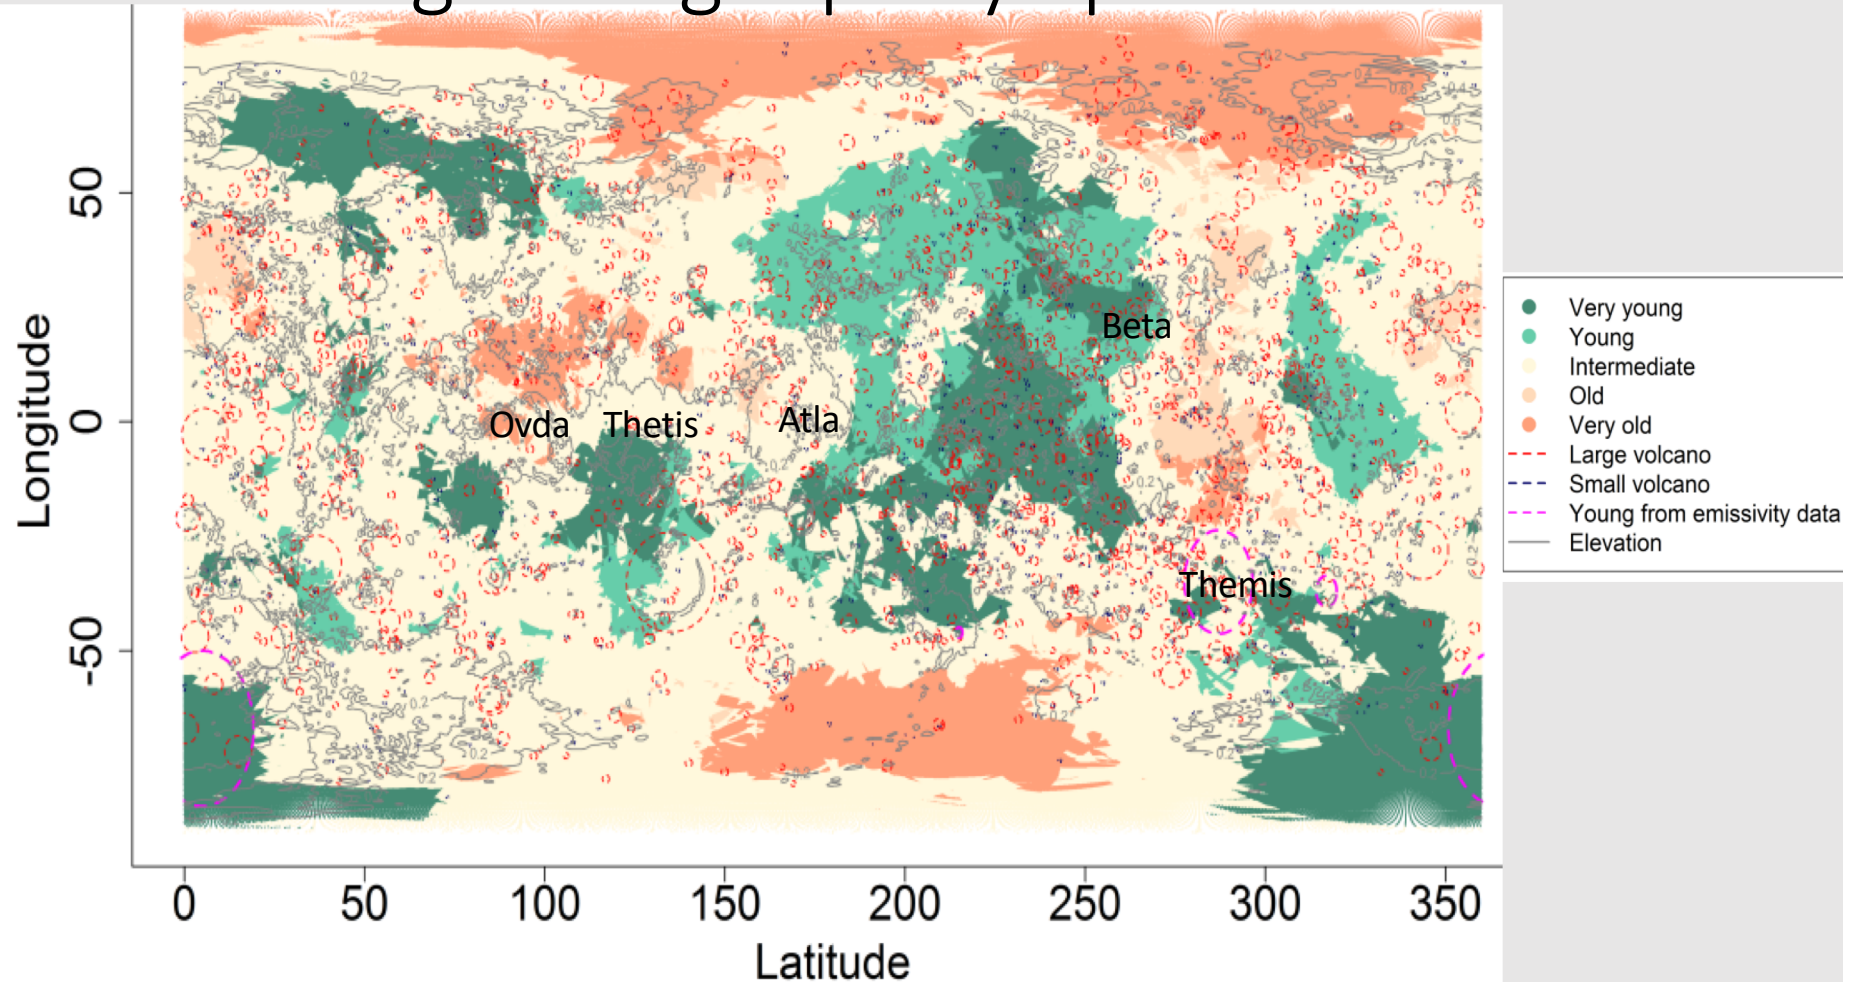 50
0
-50
Longitude
0 50 100 150 200 250 300 350
Latitude
Beta
Ovda Thetis Atla
Themis
Very young
Young
Intermediate
Old
Very old
Large volcano
Small volcano
Young from emissivity data
Elevation